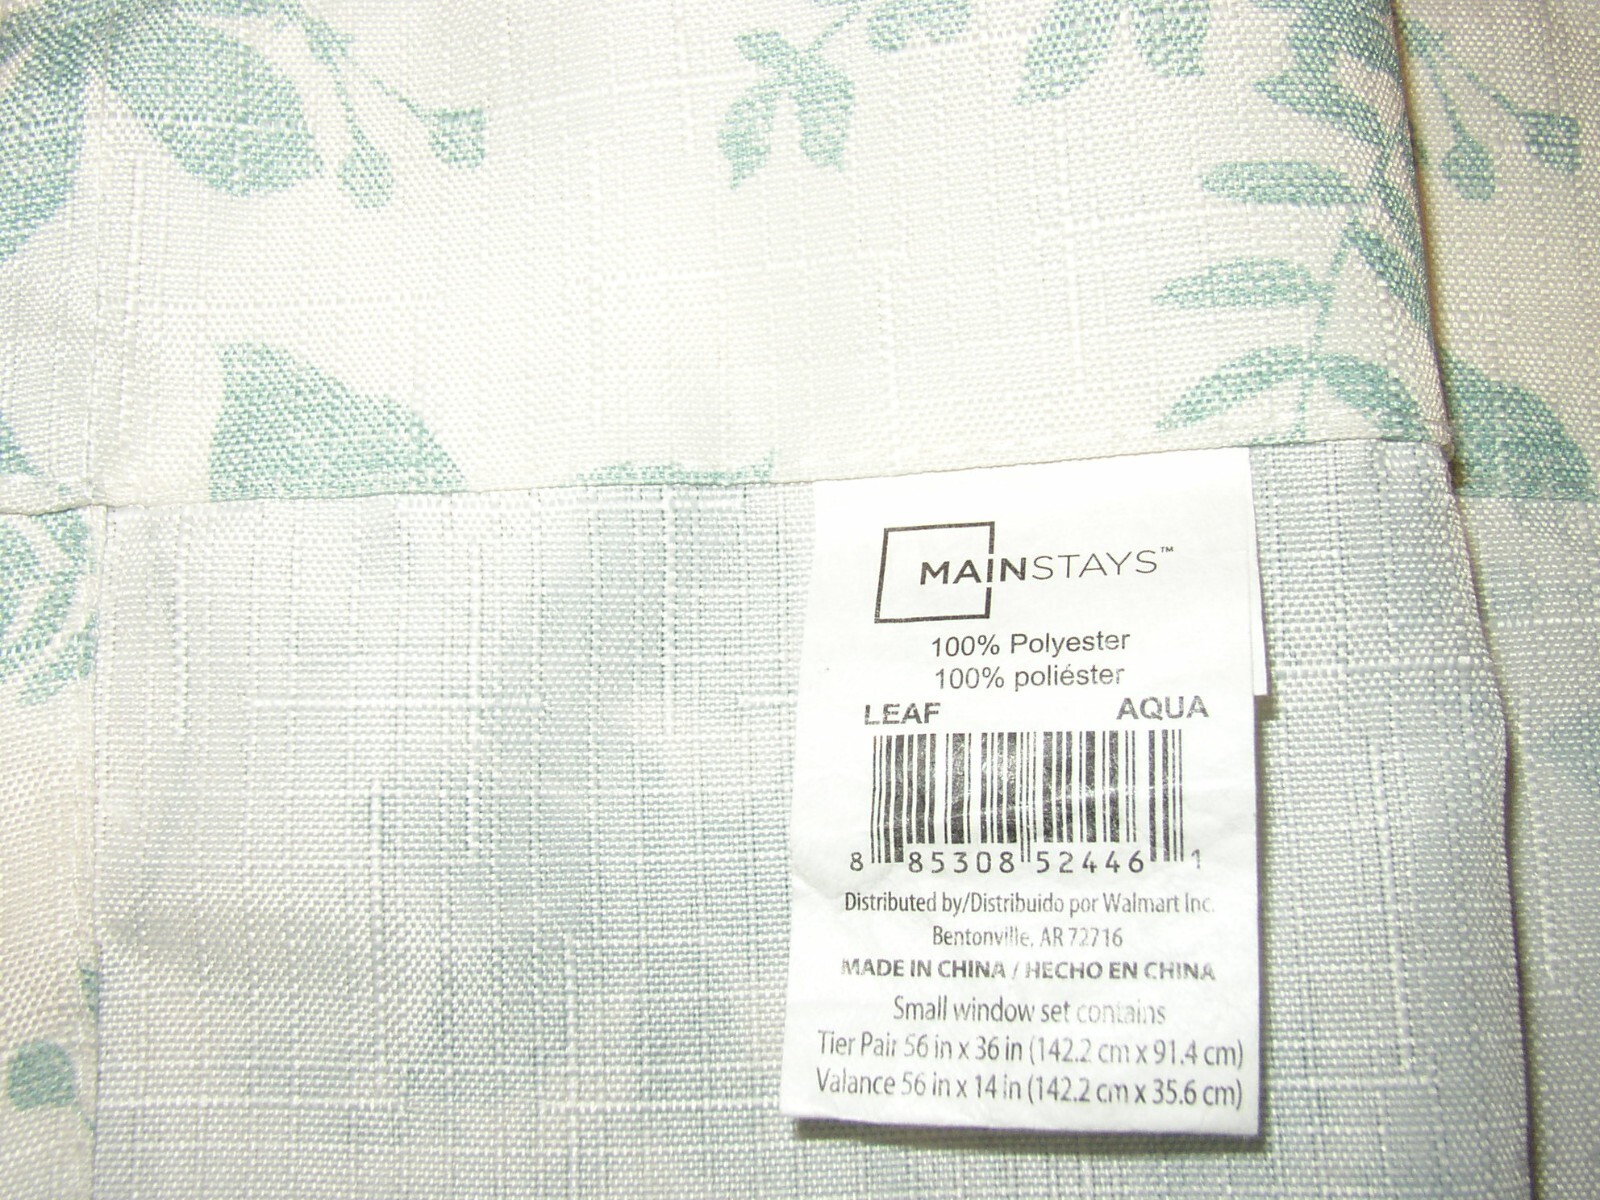 MAINSTAYS™
100% Polyester
100% poliéster
LEAF AQUA
8 85308 52446 1
Distributed by/Distribuido por Walmart Inc.
Bentonville, AR 72716
MADE IN CHINA / HECHO EN CHINA
Small window set contains
Tier Pair 56 in x 36 in (142.2 cm x 91.4 cm)
Valance 56 in x 14 in (142.2 cm x 35.6 cm)